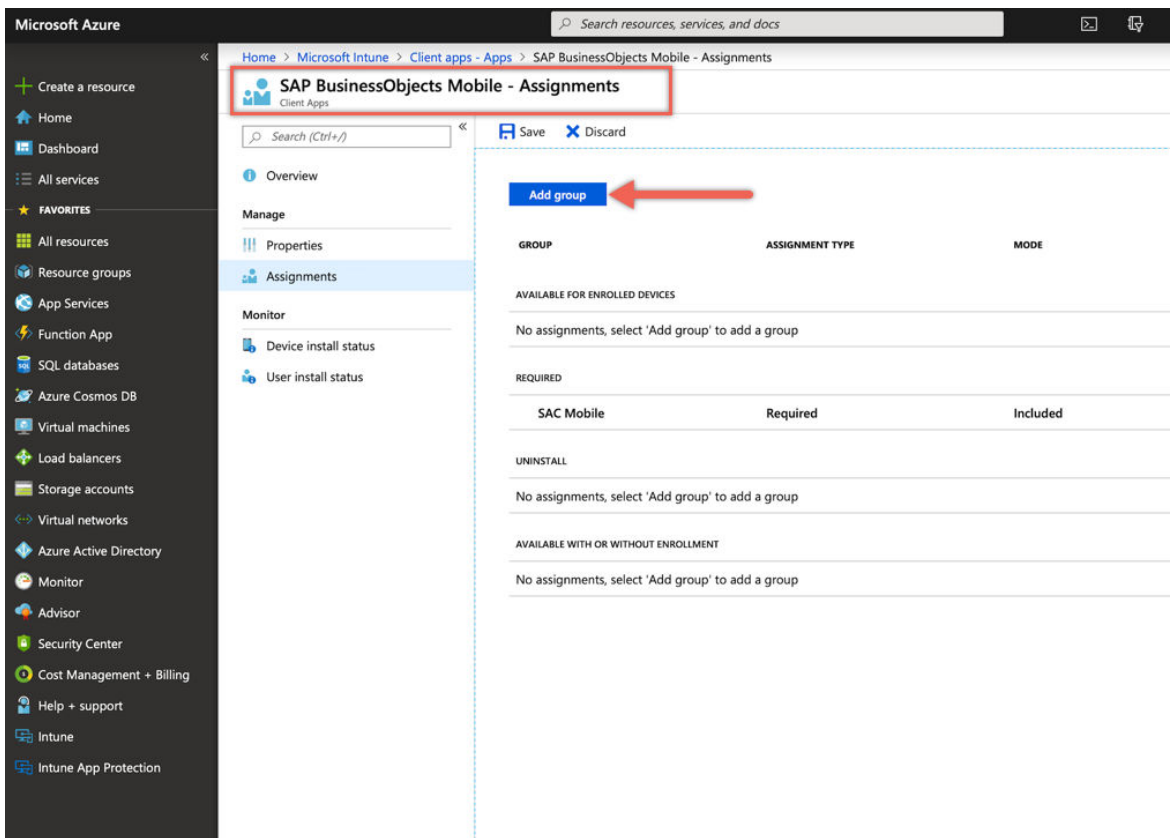 Microsoft Azure
Search resources, services, and docs
«
Home > Microsoft Intune > Client apps - Apps > SAP BusinessObjects Mobile - Assignments
SAP BusinessObjects Mobile - Assignments
Client Apps
Create a resource
Home
Dashboard
All services
FAVORITES
All resources
Resource groups
App Services
Function App
SQL databases
Azure Cosmos DB
Virtual machines
Load balancers
Storage accounts
Virtual networks
Azure Active Directory
Monitor
Advisor
Security Center
Cost Management + Billing
Help + support
Intune
Intune App Protection
Search (Ctrl+/)
«
Overview
Manage
Properties
Assignments
Monitor
Device install status
User install status
Save Discard
Add group
GROUP ASSIGNMENT TYPE MODE
AVAILABLE FOR ENROLLED DEVICES
No assignments, select 'Add group' to add a group
REQUIRED
SAC Mobile Required Included
UNINSTALL
No assignments, select 'Add group' to add a group
AVAILABLE WITH OR WITHOUT ENROLLMENT
No assignments, select 'Add group' to add a group